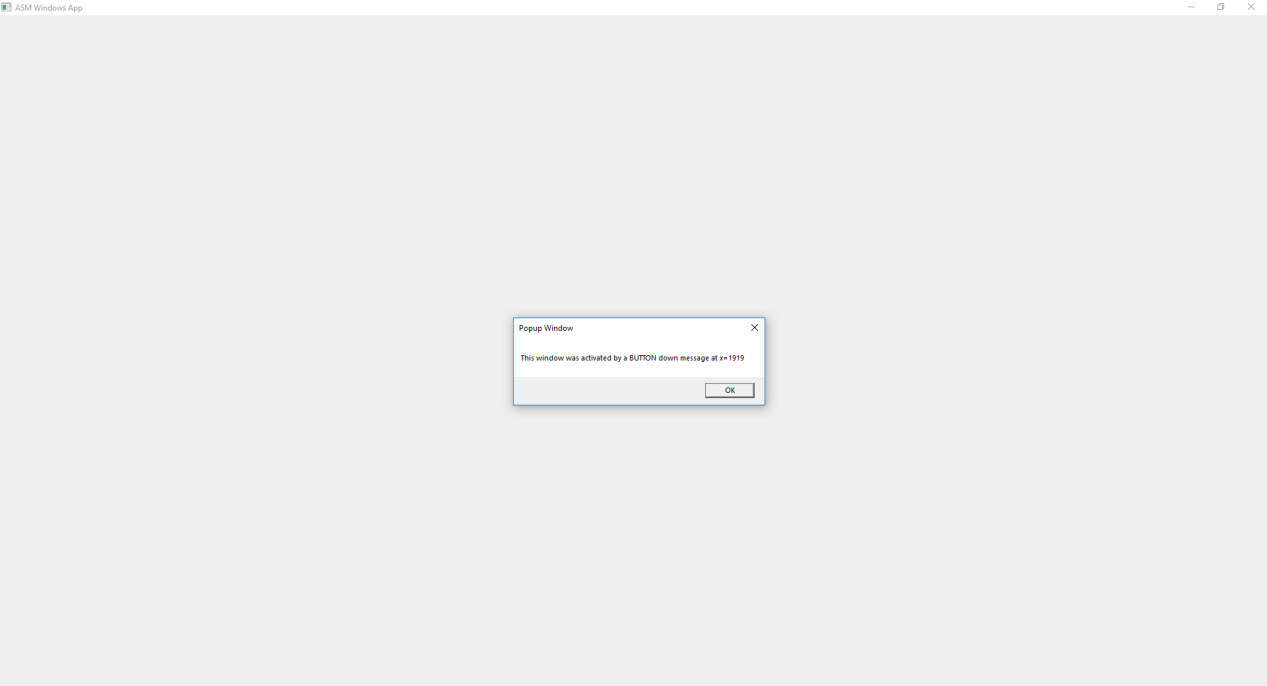 ASM Windows App
Popup Window
This window was activated by a BUTTON down message at x=1919
OK